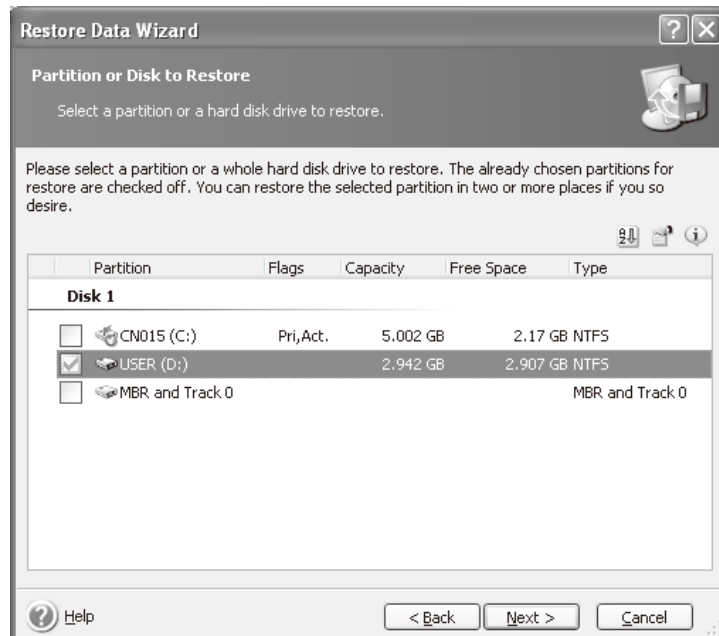 Restore Data Wizard
Partition or Disk to Restore
Select a partition or a hard disk drive to restore.
Please select a partition or a whole hard disk drive to restore. The already chosen partitions for
restore are checked off. You can restore the selected partition in two or more places if you so
desire.
Partition Flags Capacity Free Space Type
Disk 1
CN015 (C:) Pri,Act. 5.002 GB 2.17 GB NTFS
USER (D:) 2.942 GB 2.907 GB NTFS
MBR and Track 0 MBR and Track 0
Help < Back Next > Cancel